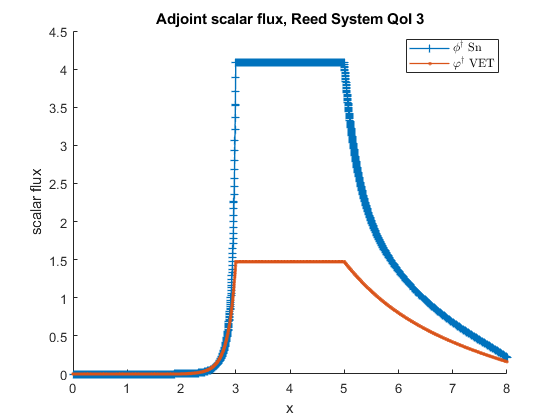 Adjoint scalar flux, Reed System QoI 3
ϕ† Sn
φ† VET
4.5
4
3.5
3
2.5
2
1.5
1
0.5
0
scalar flux
0 1 2 3 4 5 6 7 8
x